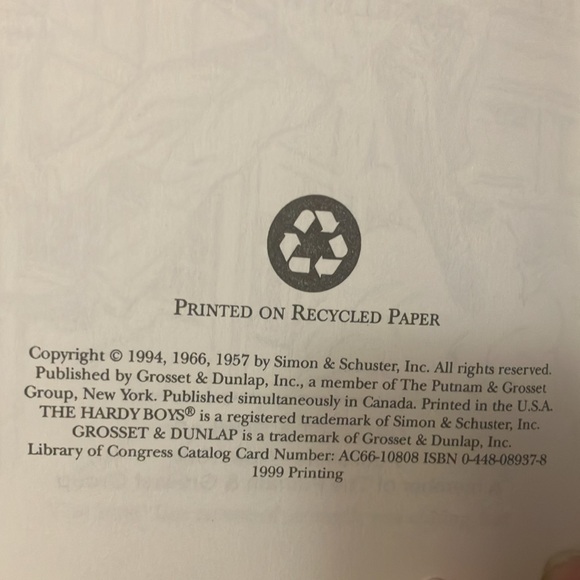 PRINTED ON RECYCLED PAPER
Copyright © 1994, 1966, 1957 by Simon & Schuster, Inc. All rights reserved.
Published by Grosset & Dunlap, Inc., a member of The Putnam & Grosset
Group, New York. Published simultaneously in Canada. Printed in the U.S.A.
THE HARDY BOYS® is a registered trademark of Simon & Schuster, Inc.
GROSSET & DUNLAP is a trademark of Grosset & Dunlap, Inc.
Library of Congress Catalog Card Number: AC66-10808 ISBN 0-448-08937-8
1999 Printing